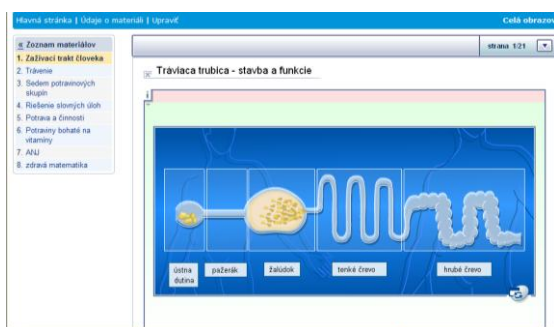 Hlavná stránka | Údaje o materiáli | Upraviť
Celá obrazov
« Zoznam materiálov
1. Zažívací trakt človeka
2. Trávenie
3. Sedem potravinových
skupín
4. Riešenie slovných úloh
5. Potrava a činnosti
6. Potraviny bohaté na
vitamíny
7. ANJ
8. zdravá matematika
strana 1/21
Tráviaca trubica - stavba a funkcie
ústna
dutina
pažerák
žalúdok
tenké črevo
hrubé črevo